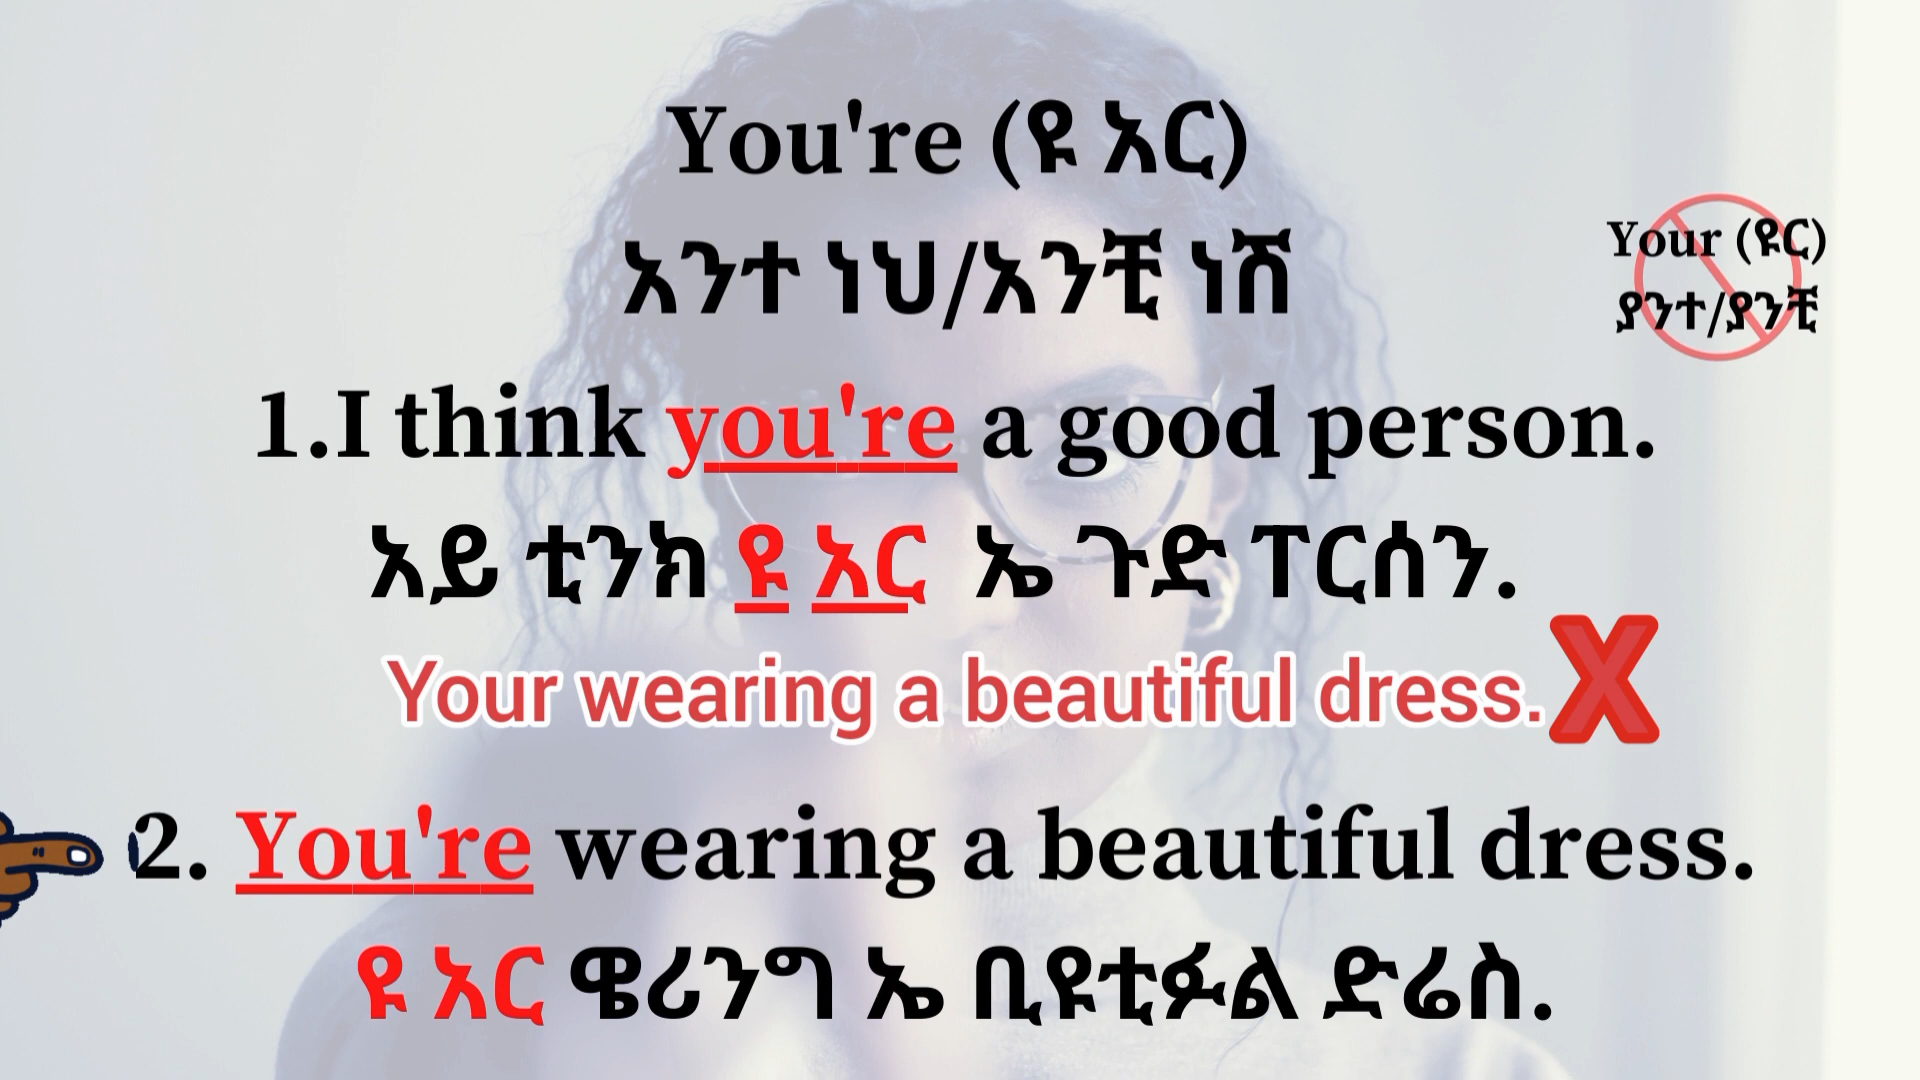 You're (ዩ አር)
አንተ ነህ/አንቺ ነሽ
Your (ዩር)
ያንተ/ያንቺ
1.I think you're a good person.
አይ ቲንክ ዩ አር ኤ ጉድ ፐርሰን.
Your wearing a beautiful dress. X
2. You're wearing a beautiful dress.
ዩ አር ዌሪንግ ኤ ቢዩቲፉል ድሬስ.